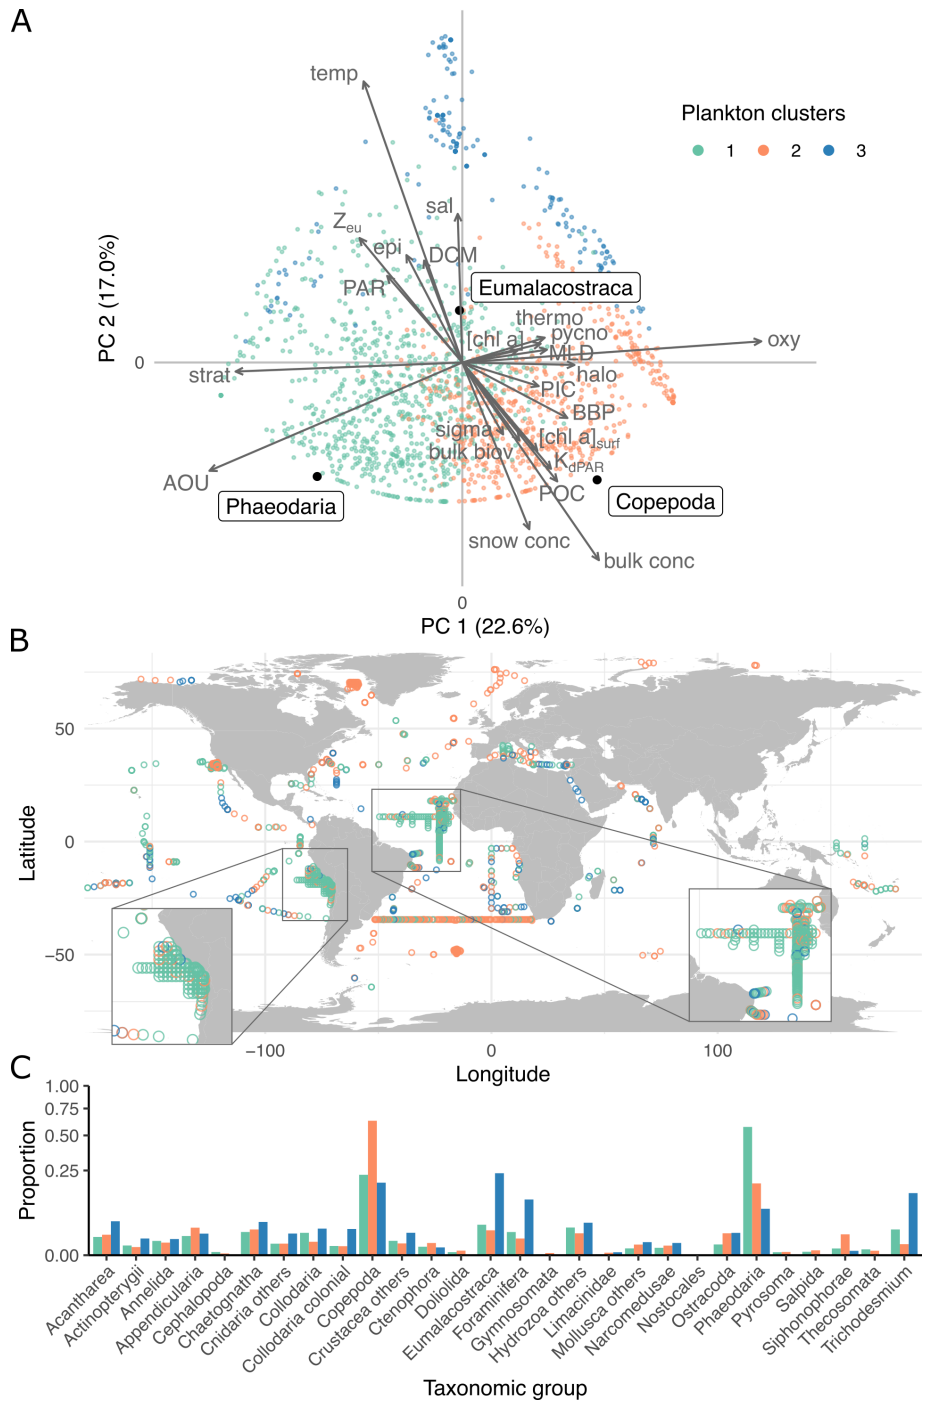 A
temp
Plankton clusters
1 2 3
sal
Z_eu
epi
DCM
PAR
Eumalacostraca
thermo
[chl a]
pycno
oxy
MLD
halo
strat
PIC
BBP
sigma
[chl a]_surf
bulk biov
K_dPAR
AOU
POC
Phaeodaria
Copepoda
snow conc
bulk conc
PC 2 (17.0%)
0
0
PC 1 (22.6%)
B
Latitude
50
0
−50
−100 0 100
Longitude
C
Proportion
1.00
0.75
0.50
0.25
0.00
Acantharea
Actinopterygii
Annelida
Appendicularia
Cephalopoda
Chaetognatha
Cnidaria others
Collodaria
Collodaria colonial
Copepoda
Crustacea others
Ctenophora
Doliolida
Eumalacostraca
Foraminifera
Gymnosomata
Hydrozoa others
Limacinidae
Mollusca others
Narcomedusae
Nostocales
Ostracoda
Phaeodaria
Pyrosoma
Salpida
Siphonophorae
Thecosomata
Trichodesmium
Taxonomic group